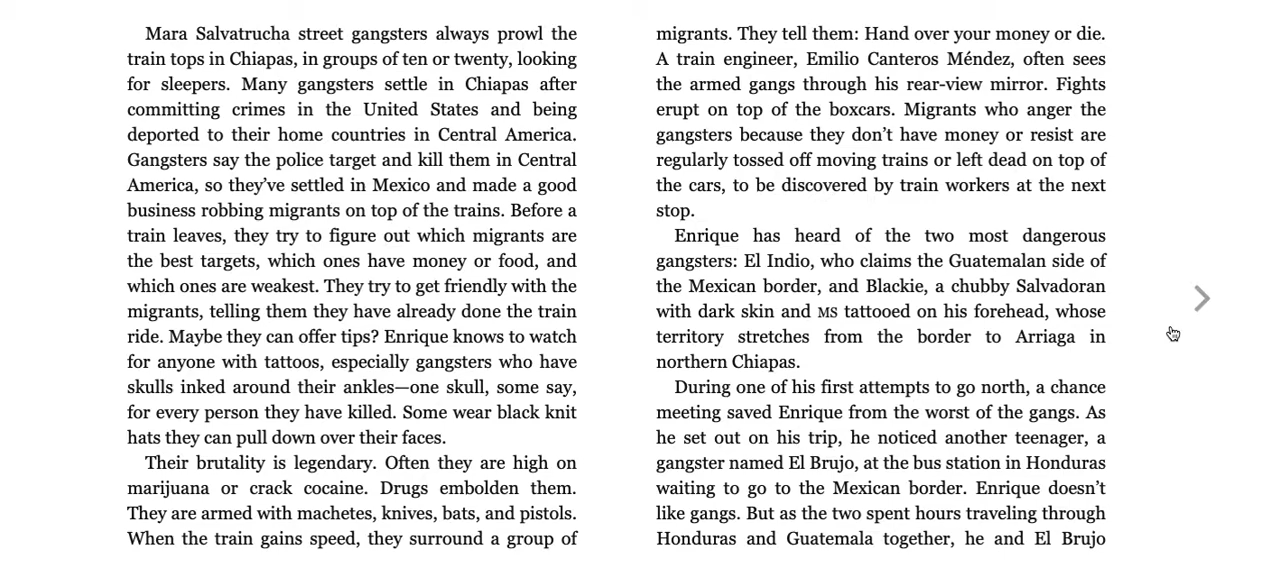 Mara Salvatrucha street gangsters always prowl the
train tops in Chiapas, in groups of ten or twenty, looking
for sleepers. Many gangsters settle in Chiapas after
committing crimes in the United States and being
deported to their home countries in Central America.
Gangsters say the police target and kill them in Central
America, so they’ve settled in Mexico and made a good
business robbing migrants on top of the trains. Before a
train leaves, they try to figure out which migrants are
the best targets, which ones have money or food, and
which ones are weakest. They try to get friendly with the
migrants, telling them they have already done the train
ride. Maybe they can offer tips? Enrique knows to watch
for anyone with tattoos, especially gangsters who have
skulls inked around their ankles—one skull, some say,
for every person they have killed. Some wear black knit
hats they can pull down over their faces.
Their brutality is legendary. Often they are high on
marijuana or crack cocaine. Drugs embolden them.
They are armed with machetes, knives, bats, and pistols.
When the train gains speed, they surround a group of
migrants. They tell them: Hand over your money or die.
A train engineer, Emilio Canteros Méndez, often sees
the armed gangs through his rear-view mirror. Fights
erupt on top of the boxcars. Migrants who anger the
gangsters because they don’t have money or resist are
regularly tossed off moving trains or left dead on top of
the cars, to be discovered by train workers at the next
stop.
Enrique has heard of the two most dangerous
gangsters: El Indio, who claims the Guatemalan side of
the Mexican border, and Blackie, a chubby Salvadoran
with dark skin and MS tattooed on his forehead, whose
territory stretches from the border to Arriaga in
northern Chiapas.
During one of his first attempts to go north, a chance
meeting saved Enrique from the worst of the gangs. As
he set out on his trip, he noticed another teenager, a
gangster named El Brujo, at the bus station in Honduras
waiting to go to the Mexican border. Enrique doesn’t
like gangs. But as the two spent hours traveling through
Honduras and Guatemala together, he and El Brujo